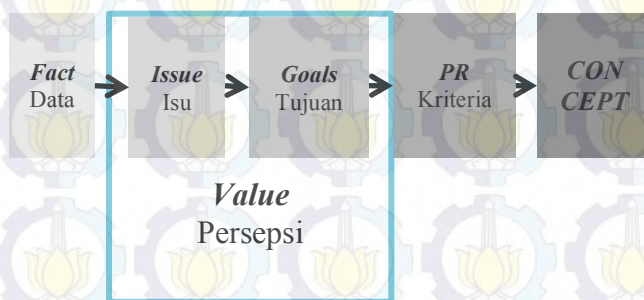 Fact
Data
Issue
Isu
Goals
Tujuan
PR
Kriteria
CON
CEPT
Value
Persepsi